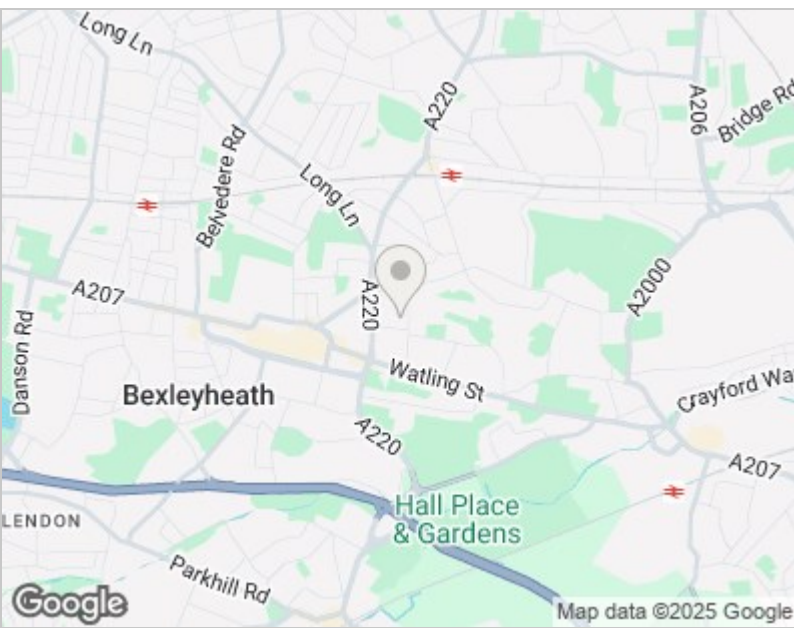 Long Ln
A220
A206
Bridge Rd
Belvedere Rd
Long Ln
A207
A220
A2000
Danson Rd
Watling St
Bexleyheath
Crayford Wa
A220
A207
Hall Place
& Gardens
LENDON
Parkhill Rd
Google
Map data ©2025 Google